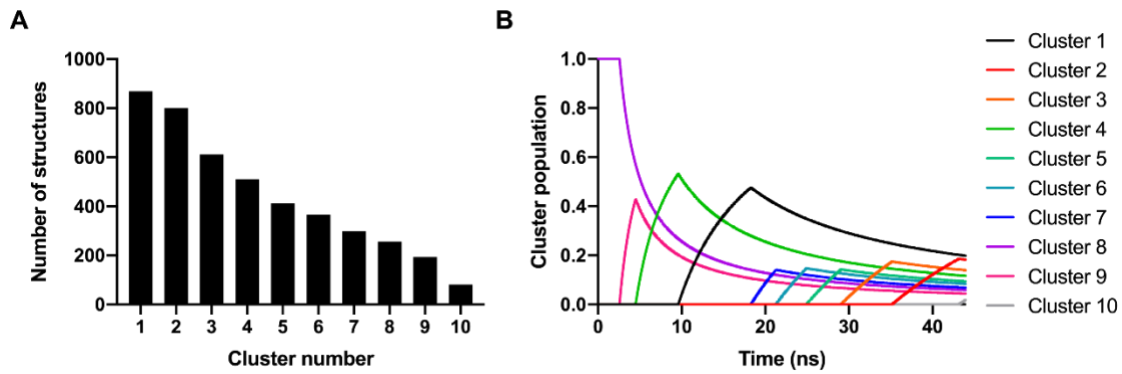 A
Number of structures
1000
800
600
400
200
0
1 2 3 4 5 6 7 8 9 10
Cluster number
B
Cluster population
1.0
0.8
0.6
0.4
0.2
0.0
0 10 20 30 40
Time (ns)
Cluster 1
Cluster 2
Cluster 3
Cluster 4
Cluster 5
Cluster 6
Cluster 7
Cluster 8
Cluster 9
Cluster 10